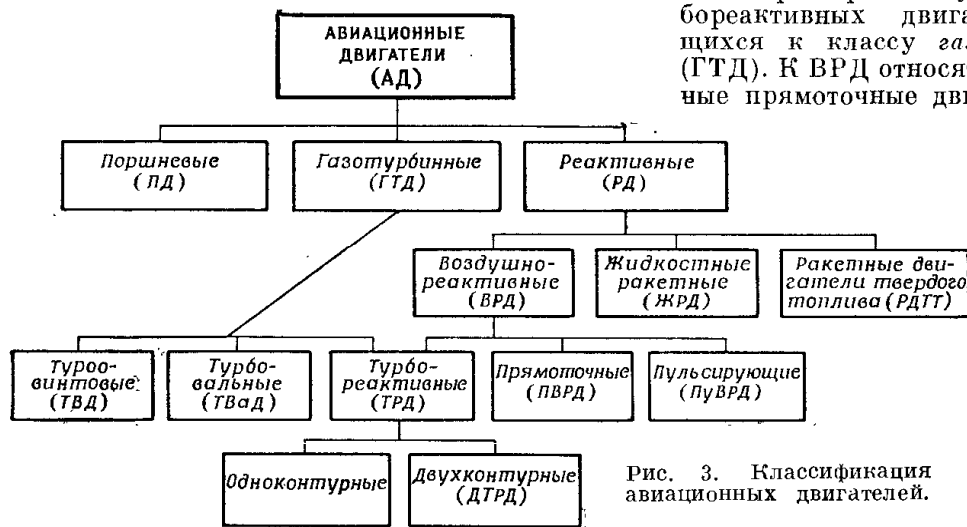 бореактивных двига
щихся к классу га
(ГТД). К ВРД относя
ные прямоточные дви
АВИАЦИОННЫЕ
ДВИГАТЕЛИ
(АД)
Поршневые
(ПД)
Газотурбинные
(ГТД)
Реактивные
(РД)
Воздушно-
реактивные
(ВРД)
Жидкостные
ракетные
(ЖРД)
Ракетные дви-
гатели твердого
топлива (РДТТ)
Турбо-
винтовые
(ТВД)
Турбо-
вальные
(ТВаД)
Турбо-
реактивные
(ТРД)
Прямоточные
(ПВРД)
Пульсирующие
(ПуВРД)
Одноконтурные
Двухконтурные
(ДТРД)
Рис. 3. Классификация
авиационных двигателей.